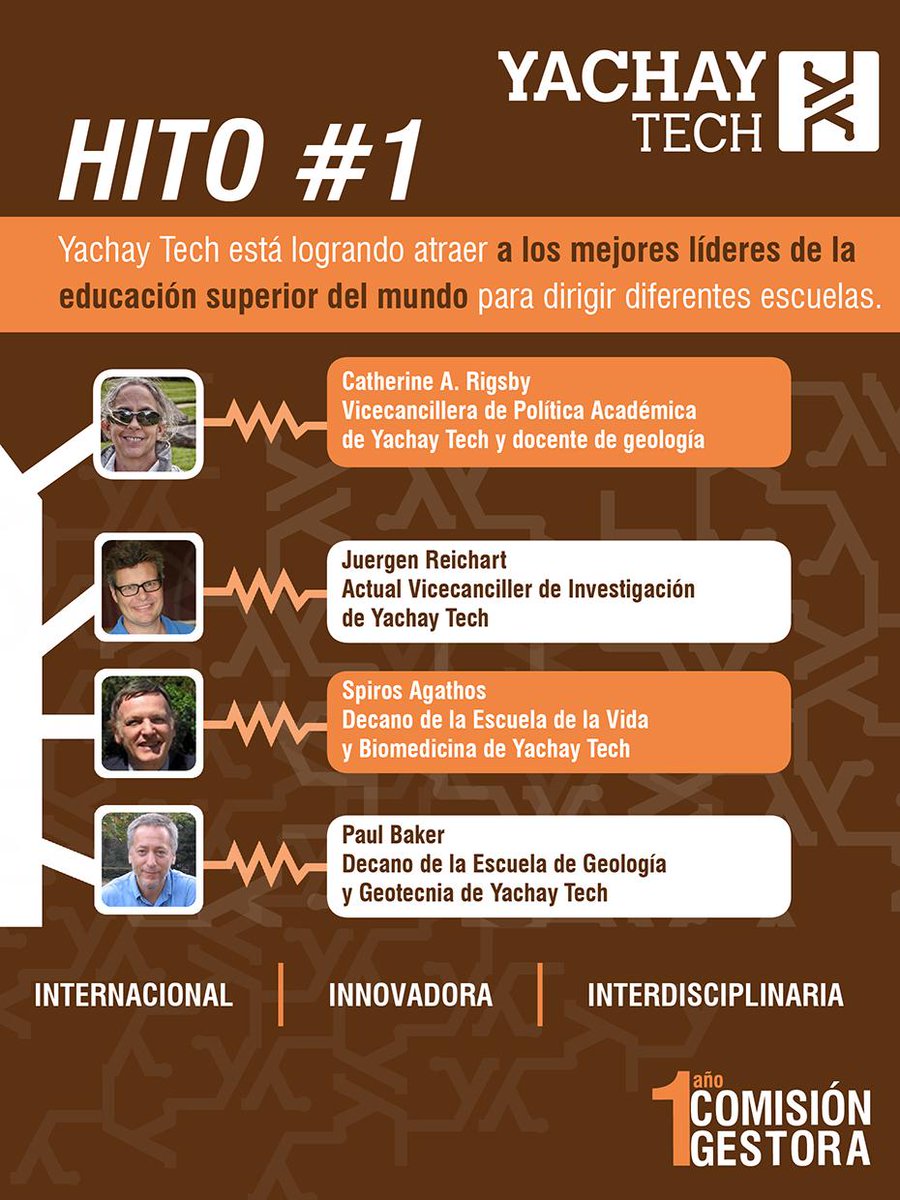 YACHAY
TECH
HITO #1
Yachay Tech está logrando atraer a los mejores líderes de la
educación superior del mundo para dirigir diferentes escuelas.
Catherine A. Rigsby
Vicecancillera de Política Académica
de Yachay Tech y docente de geología
Juergen Reichart
Actual Vicecanciller de Investigación
de Yachay Tech
Spiros Agathos
Decano de la Escuela de la Vida
y Biomedicina de Yachay Tech
Paul Baker
Decano de la Escuela de Geología
y Geotecnia de Yachay Tech
INTERNACIONAL INNOVADORA INTERDISCIPLINARIA
1 año
COMISIÓN
GESTORA